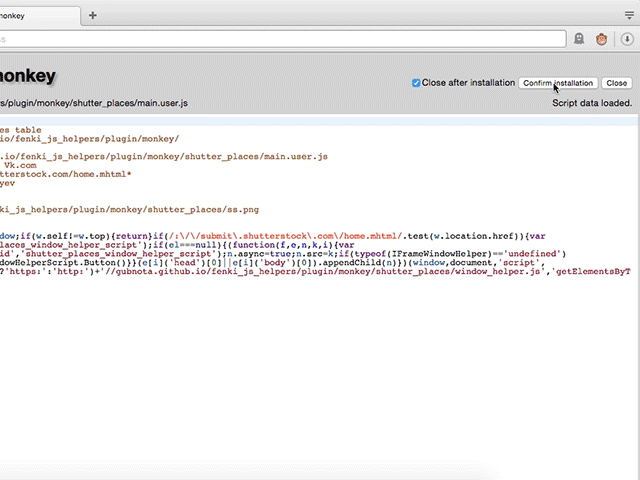 monkey
ss
monkey
Close after installation
Confirm installation
Close
rs/plugin/monkey/shutter_places/main.user.js
Script data loaded.
es table
io/fenki_js_helpers/plugin/monkey/
.io/fenki_js_helpers/plugin/monkey/shutter_places/main.user.js
Vk.com
tterstock.com/home.mhtml*
yev
ki_js_helpers/plugin/monkey/shutter_places/ss.png
dow;if(w.self!=w.top){return}if(/:\/\/submit\.shutterstock\.com\/home.mhtml/.test(w.location.href)){var
laces_window_helper_script');if(el===null){(function(f,e,n,k,i){var
id','shutter_places_window_helper_script');n.async=true;n.src=k;if(typeof(IFrameWindowHelper)=='undefined')
dowHelperScript.Button()}}{e[i]('head')[0]||e[i]('body')[0]).appendChild(n)})(window,document,'script',
?'https:':'http:')+'//gubnota.github.io/fenki_js_helpers/plugin/monkey/shutter_places/window_helper.js','getElementsByT